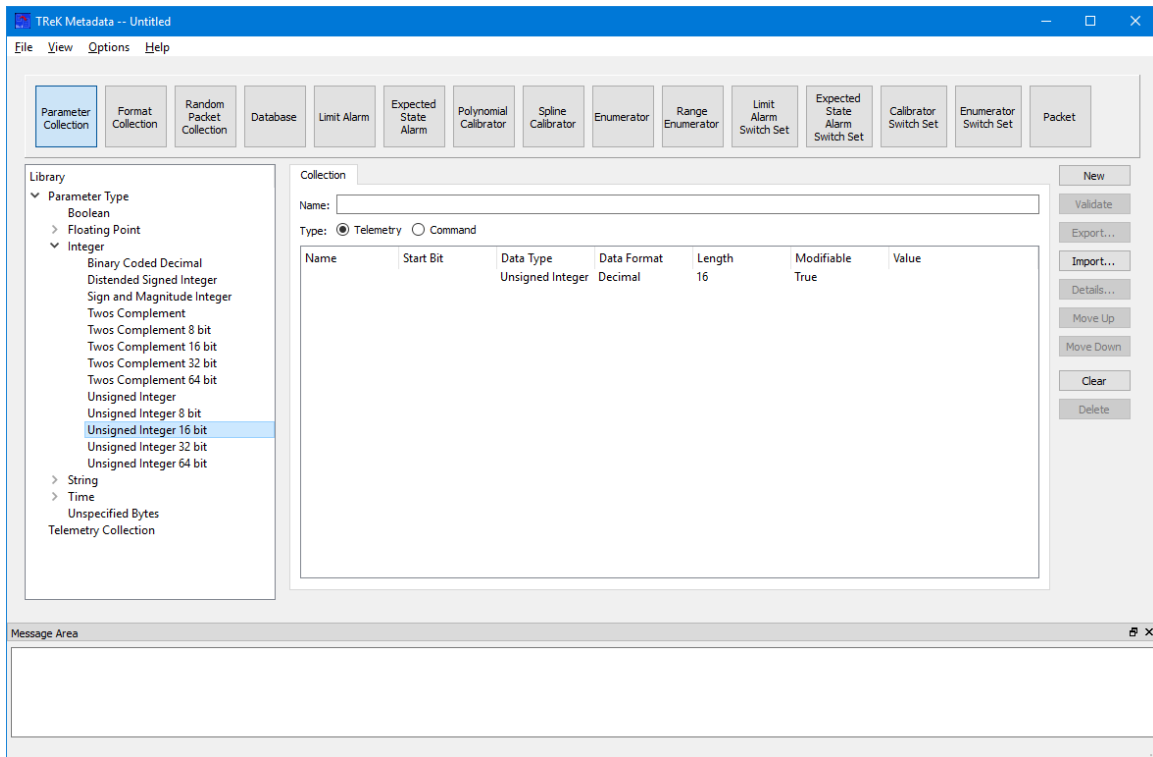 TReK Metadata -- Untitled
File View Options Help
Parameter Collection
Format Collection
Random Packet Collection
Database
Limit Alarm
Expected State Alarm
Polynomial Calibrator
Spline Calibrator
Enumerator
Range Enumerator
Limit Alarm Switch Set
Expected State Alarm Switch Set
Calibrator Switch Set
Enumerator Switch Set
Packet
Library
Parameter Type
Boolean
Floating Point
Integer
Binary Coded Decimal
Distended Signed Integer
Sign and Magnitude Integer
Twos Complement
Twos Complement 8 bit
Twos Complement 16 bit
Twos Complement 32 bit
Twos Complement 64 bit
Unsigned Integer
Unsigned Integer 8 bit
Unsigned Integer 16 bit
Unsigned Integer 32 bit
Unsigned Integer 64 bit
String
Time
Unspecified Bytes
Telemetry Collection
Collection
Name:
Type: Telemetry Command
Name Start Bit Data Type Data Format Length Modifiable Value
Unsigned Integer Decimal 16 True
New
Validate
Export...
Import...
Details...
Move Up
Move Down
Clear
Delete
Message Area